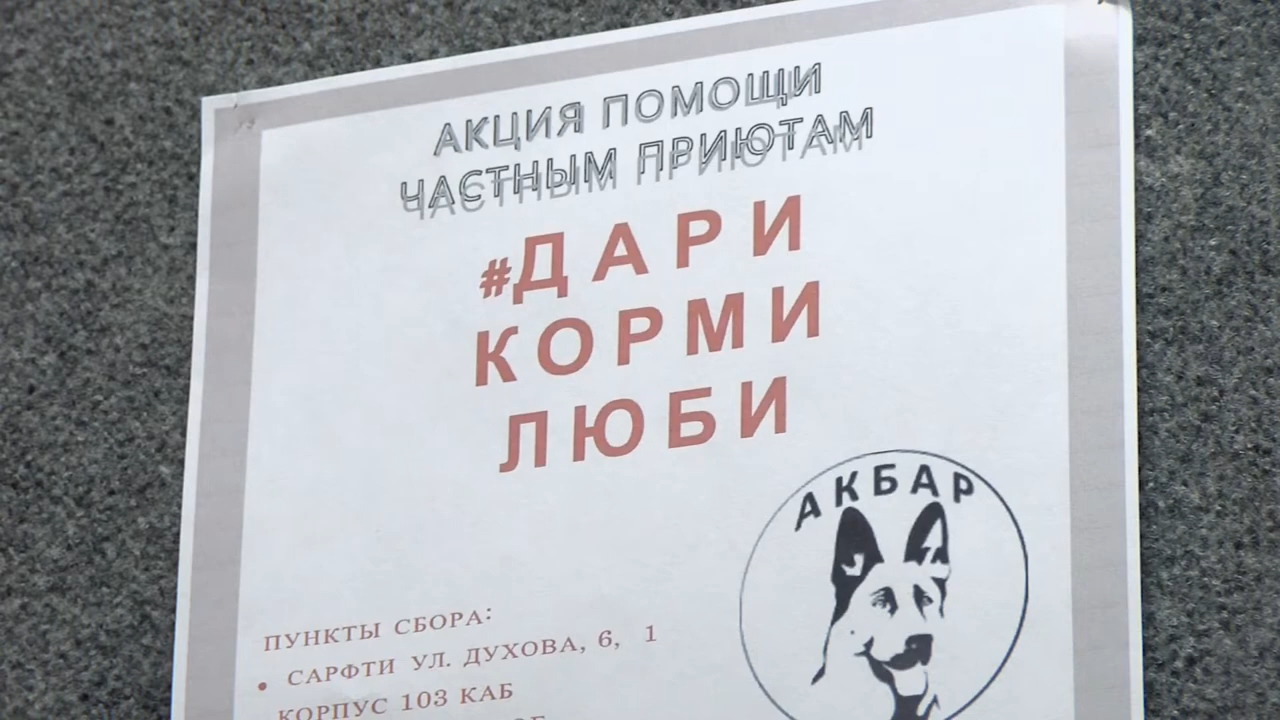 АКЦИЯ ПОМОЩИ
ЧАСТНЫМ ПРИЮТАМ
#ДАРИ
КОРМИ
ЛЮБИ
АКБАР
ПУНКТЫ СБОРА:
• САРФТИ УЛ. ДУХОВА, 6, 1
КОРПУС 103 КАБ